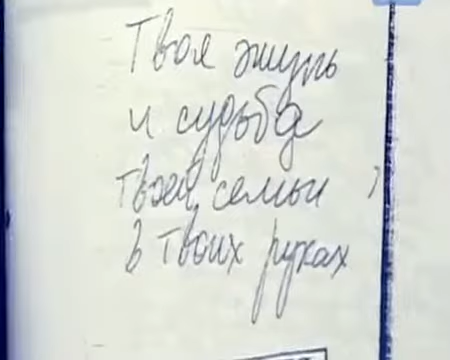 Твоя жизнь
и судьба
твоей семьи
в твоих руках